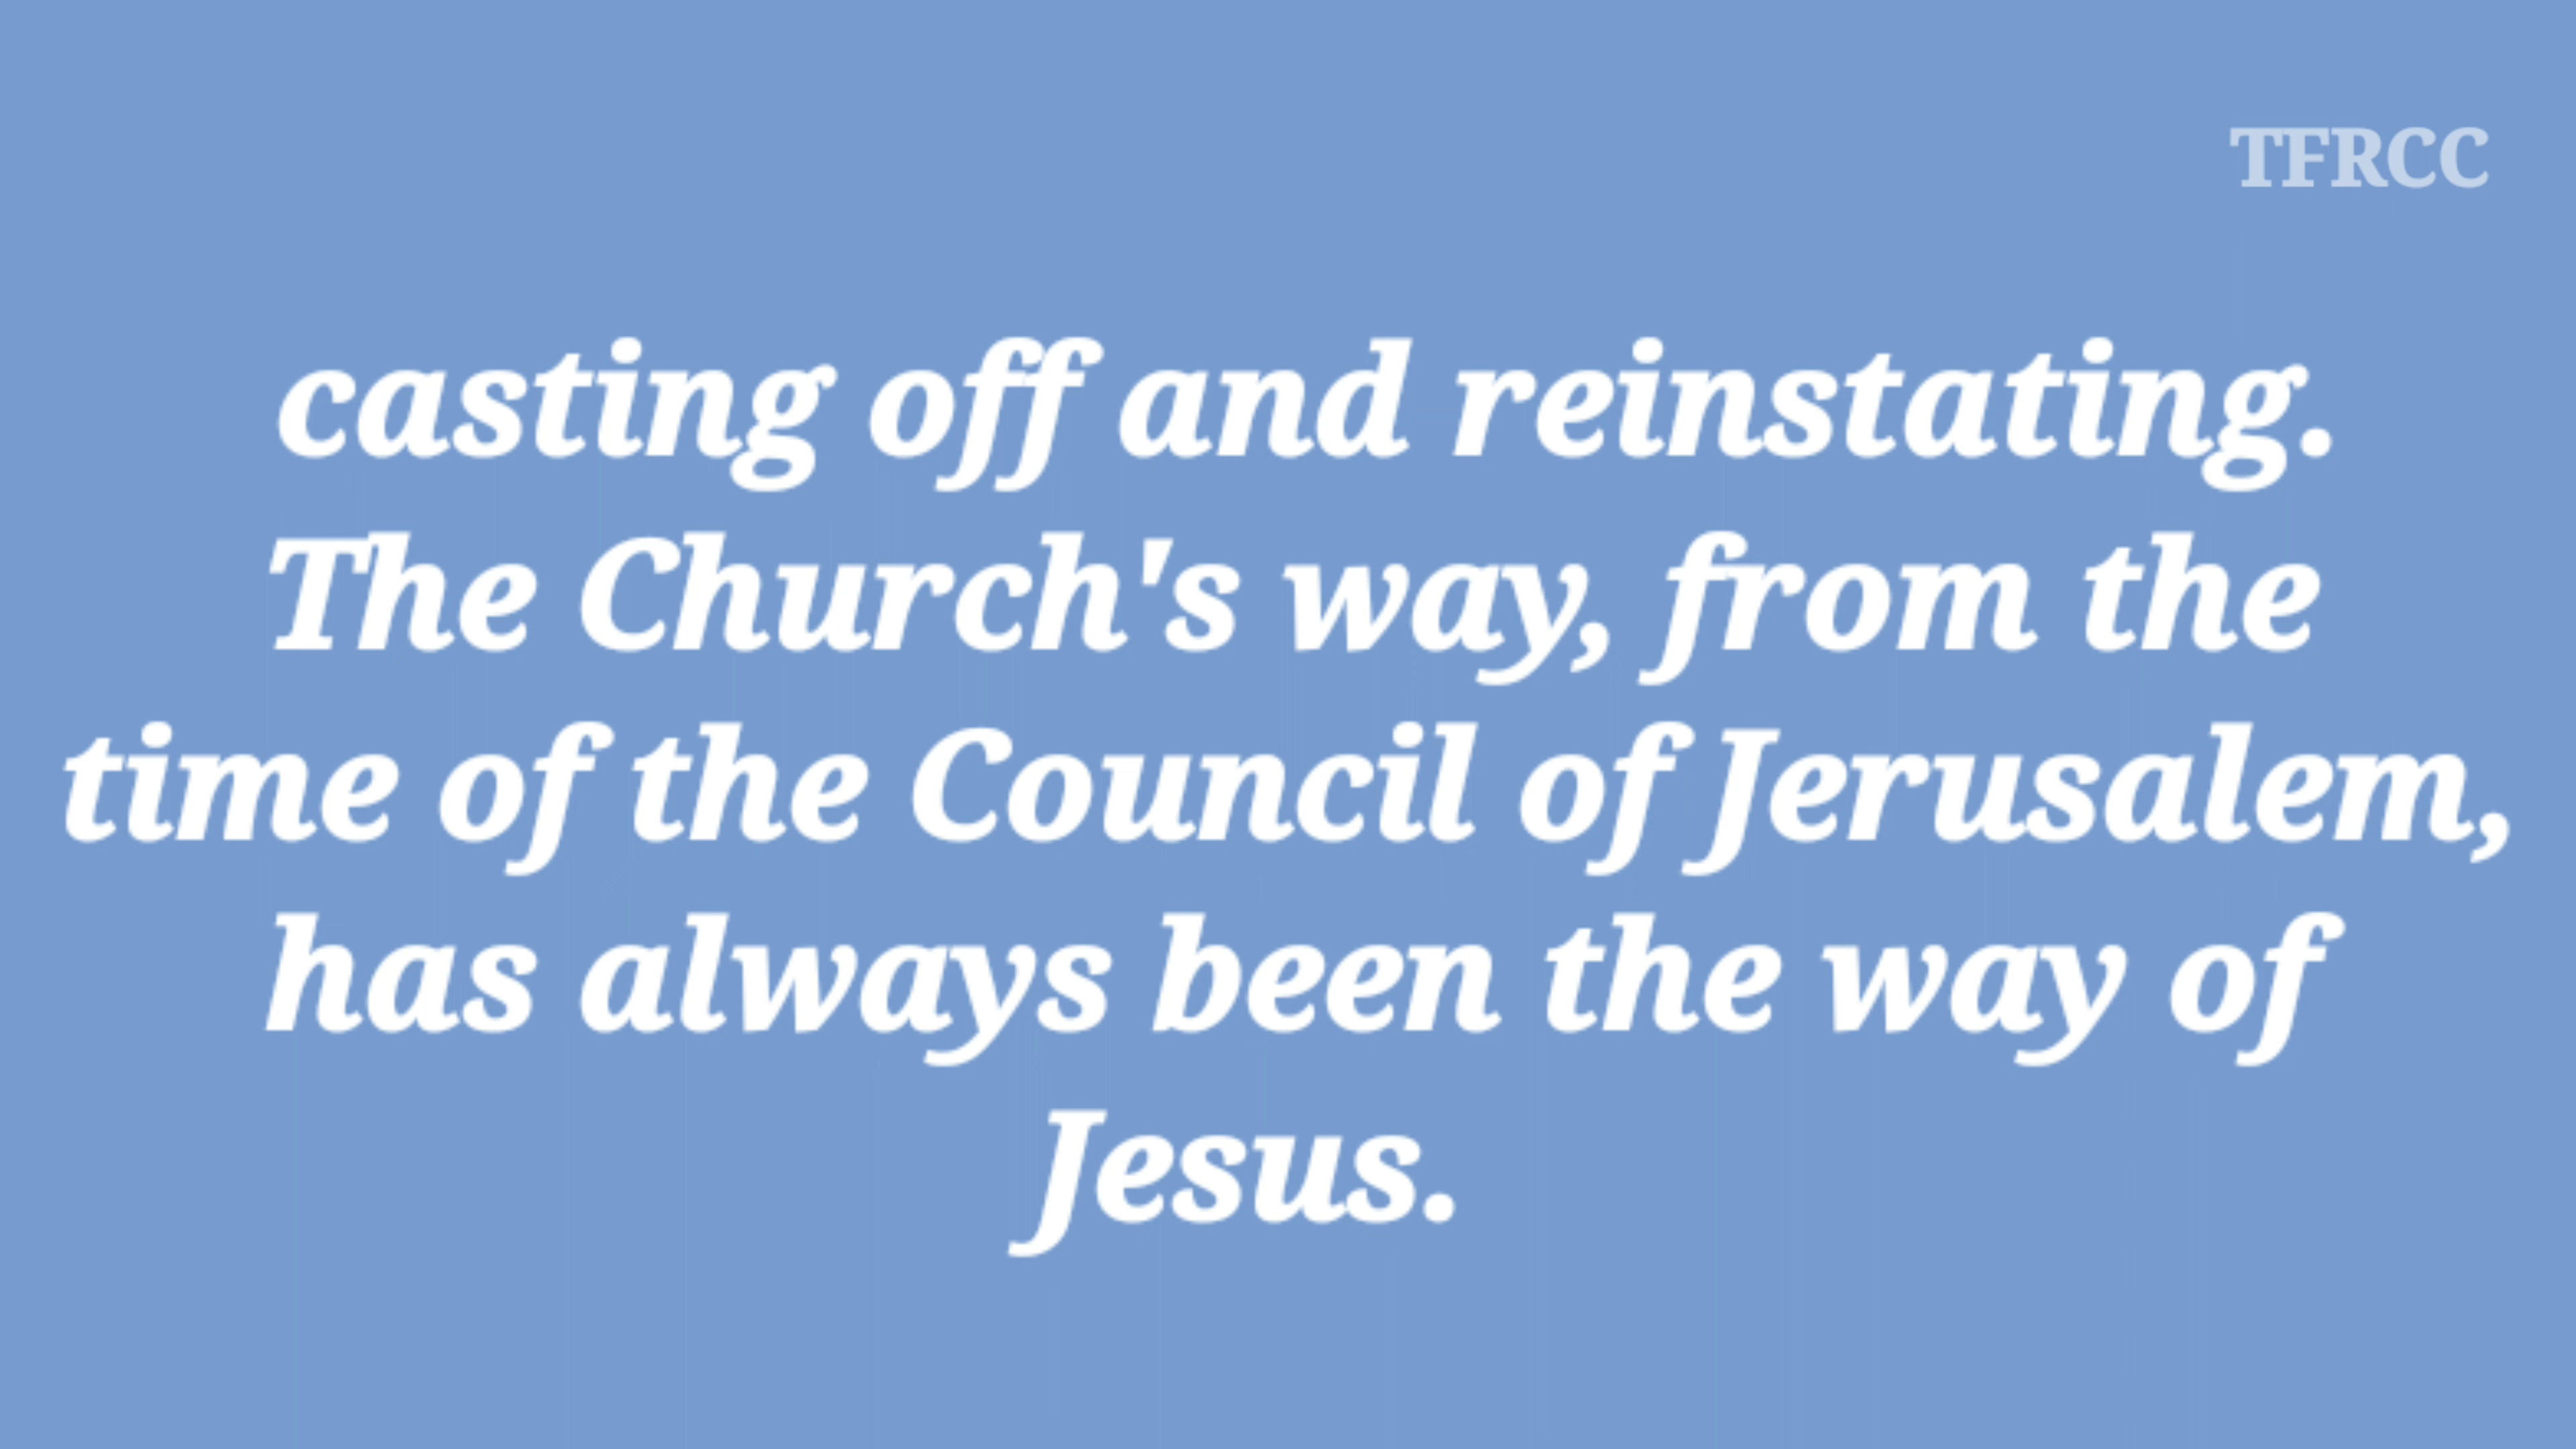 TFRCC
casting off and reinstating.
The Church's way, from the
time of the Council of Jerusalem,
has always been the way of
Jesus.